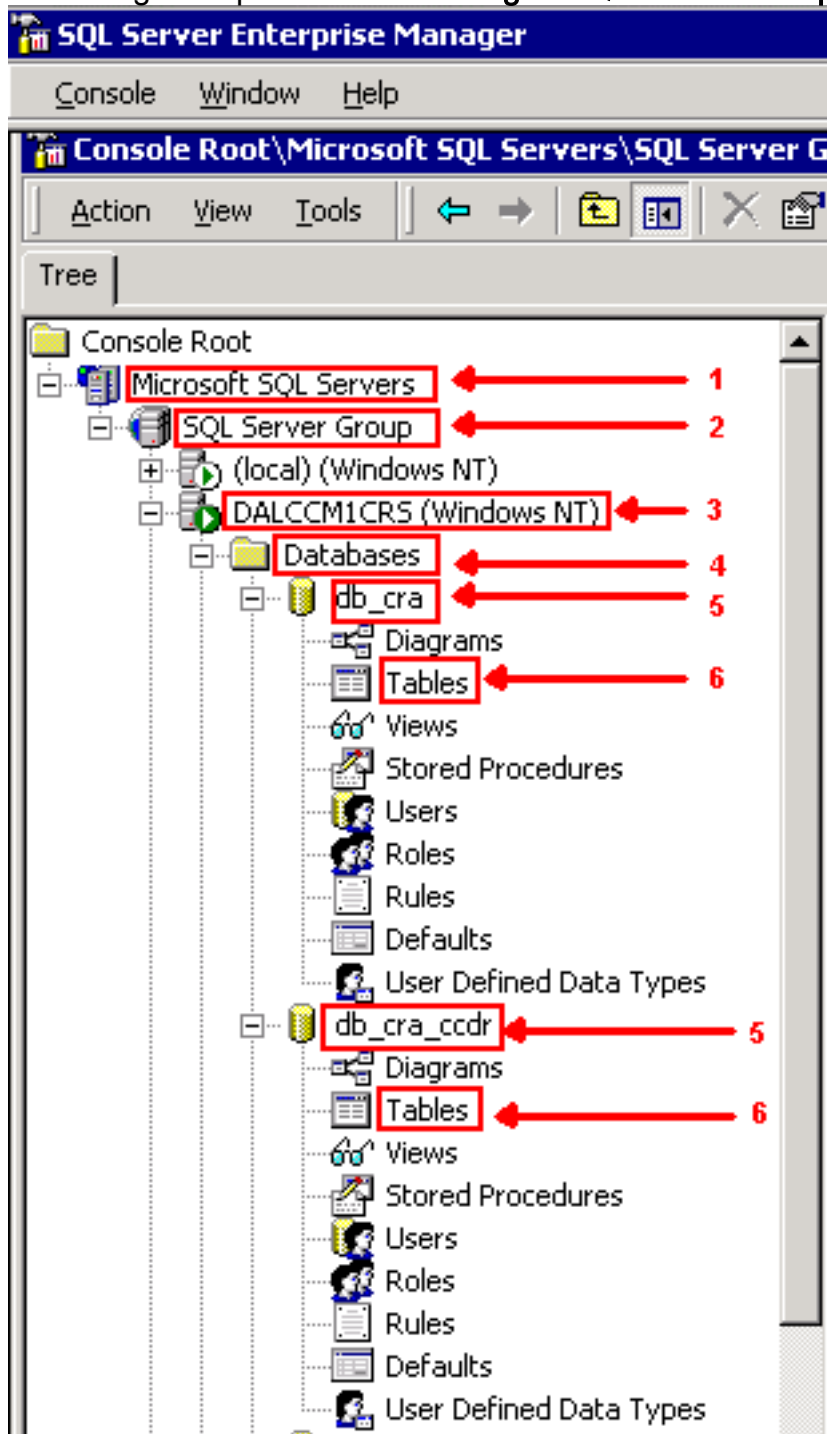 SQL Server Enterprise Manager
Console Window Help
Console Root\Microsoft SQL Servers\SQL Server G
Action View Tools
Tree
Console Root
Microsoft SQL Servers 1
SQL Server Group 2
(local) (Windows NT)
DALCCM1CRS (Windows NT) 3
Databases 4
db_cra 5
Diagrams
Tables 6
Views
Stored Procedures
Users
Roles
Rules
Defaults
User Defined Data Types
db_cra_ccdr 5
Diagrams
Tables 6
Views
Stored Procedures
Users
Roles
Rules
Defaults
User Defined Data Types